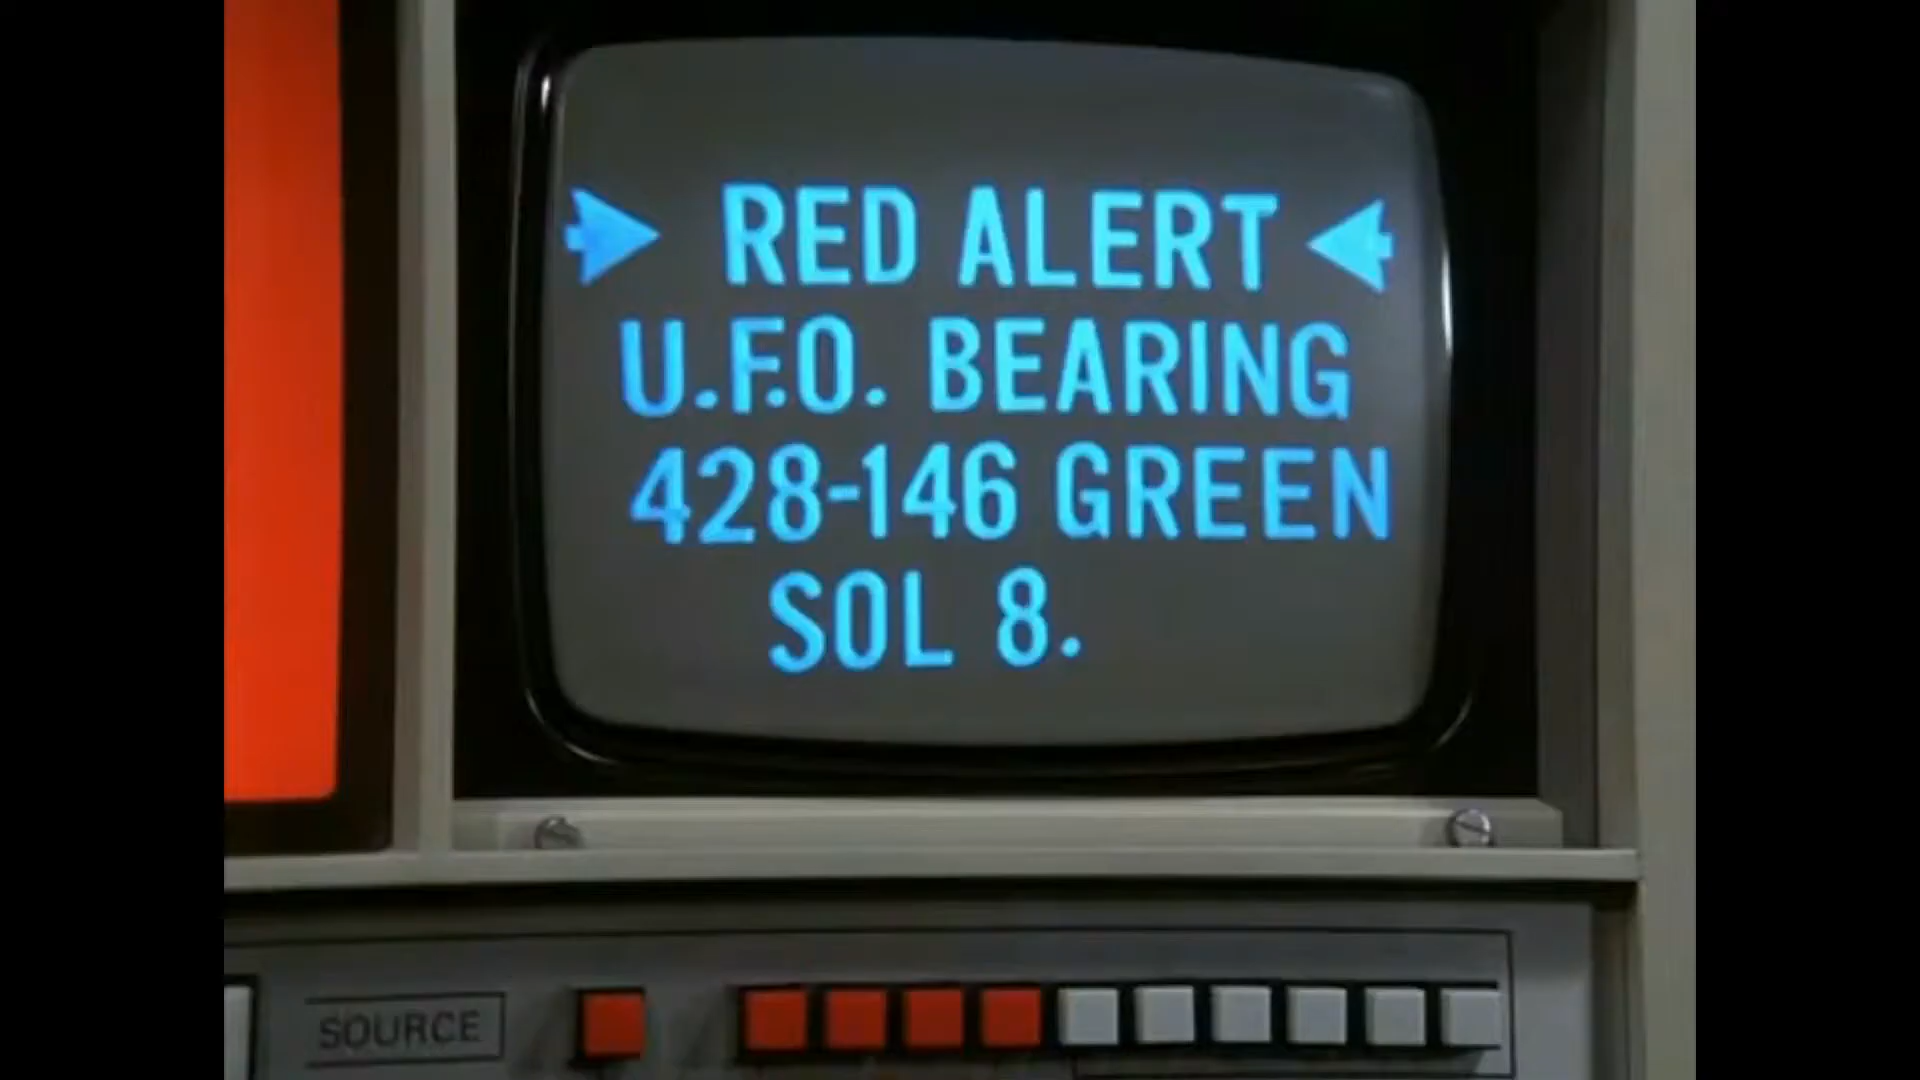 RED ALERT
U.F.O. BEARING
428-146 GREEN
SOL 8.
SOURCE